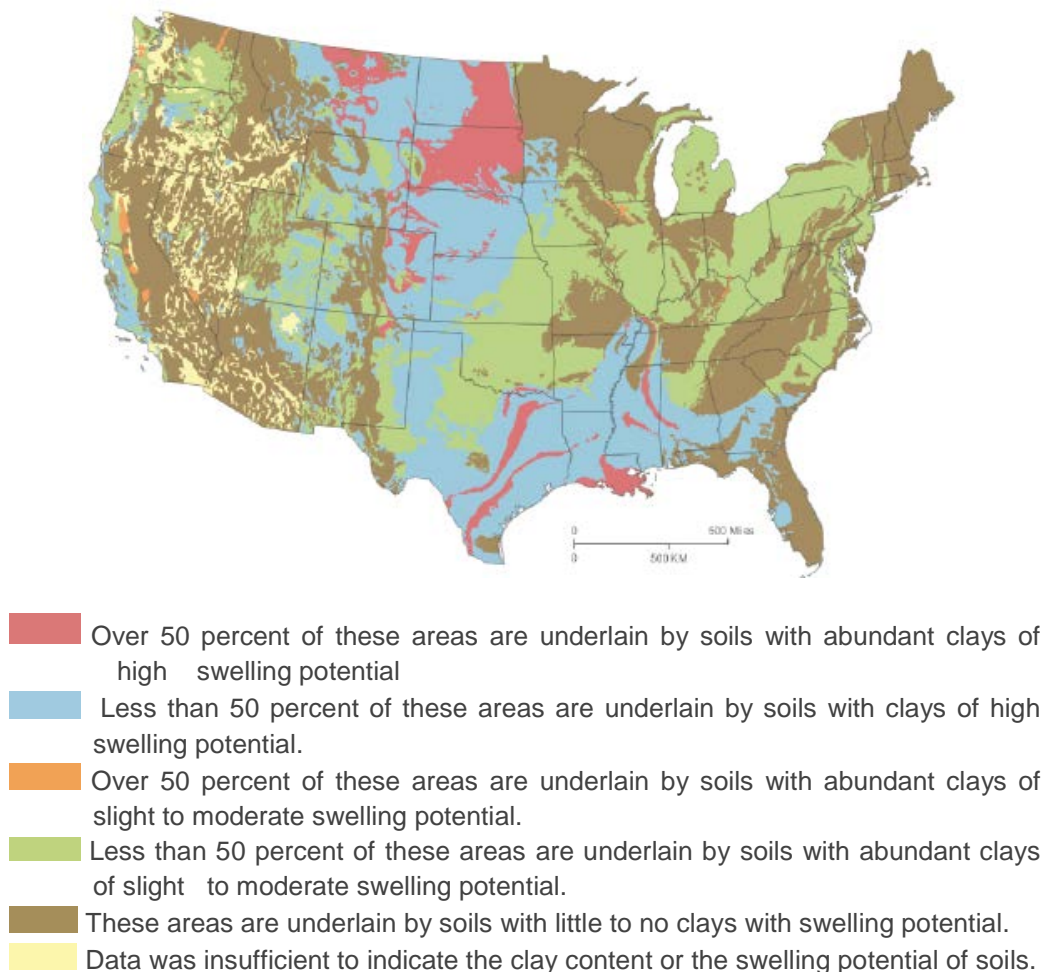 0 500 Miles
0 500 KM
Over 50 percent of these areas are underlain by soils with abundant clays of
high swelling potential
Less than 50 percent of these areas are underlain by soils with clays of high
swelling potential.
Over 50 percent of these areas are underlain by soils with abundant clays of
slight to moderate swelling potential.
Less than 50 percent of these areas are underlain by soils with abundant clays
of slight to moderate swelling potential.
These areas are underlain by soils with little to no clays with swelling potential.
Data was insufficient to indicate the clay content or the swelling potential of soils.